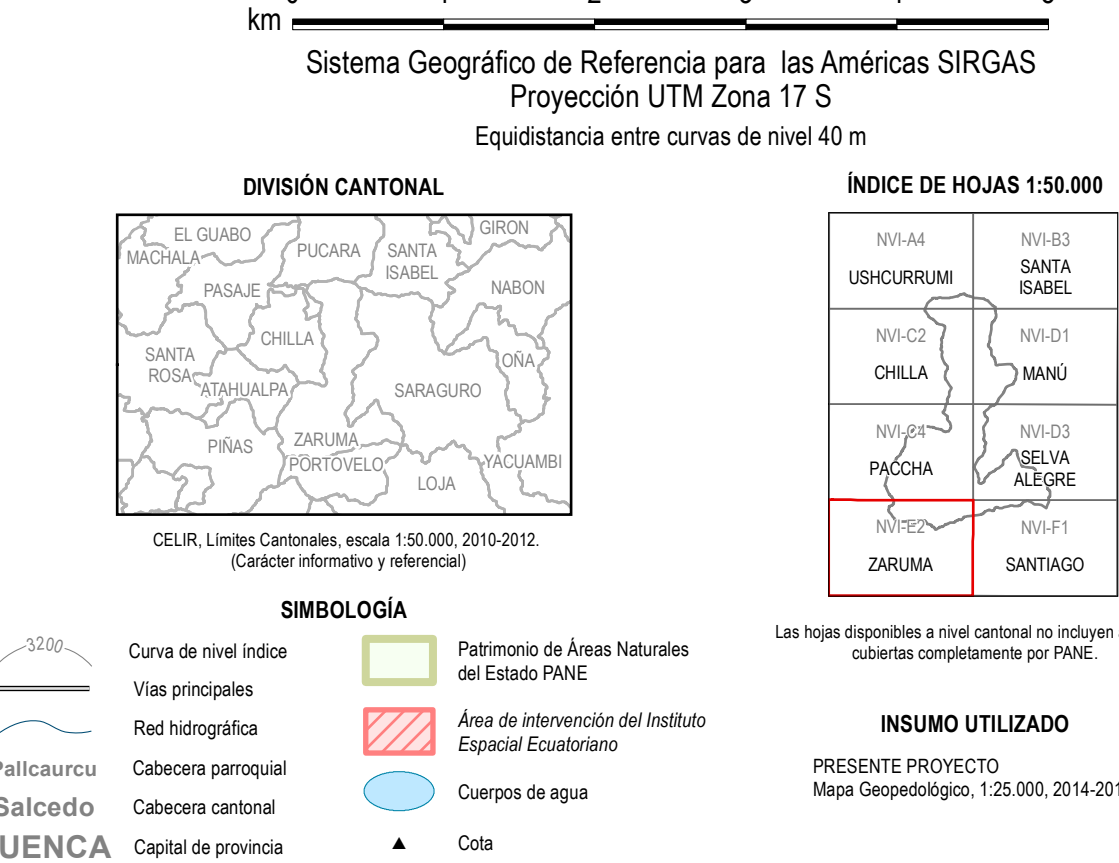 km
Sistema Geográfico de Referencia para las Américas SIRGAS
Proyección UTM Zona 17 S
Equidistancia entre curvas de nivel 40 m
DIVISIÓN CANTONAL
EL GUABO
GIRON
MACHALA
PUCARA
SANTA
ISABEL
PASAJE
NABON
CHILLA
SANTA
ROSA
OÑA
ATAHUALPA
SARAGURO
PIÑAS
ZARUMA
PORTOVELO
YACUAMBI
LOJA
CELIR, Límites Cantonales, escala 1:50.000, 2010-2012.
(Carácter informativo y referencial)
ÍNDICE DE HOJAS 1:50.000
NVI-A4
USHCURRUMI
NVI-B3
SANTA
ISABEL
NVI-C2
CHILLA
NVI-D1
MANÚ
NVI-C4
PACCHA
NVI-D3
SELVA
ALEGRE
NVI-E2
ZARUMA
NVI-F1
SANTIAGO
Las hojas disponibles a nivel cantonal no incluyen
cubiertas completamente por PANE.
SIMBOLOGÍA
3200
Curva de nivel índice
Vías principales
Red hidrográfica
Pallcaurcu
Cabecera parroquial
Salcedo
Cabecera cantonal
UENCA
Capital de provincia
Patrimonio de Áreas Naturales
del Estado PANE
Área de intervención del Instituto
Espacial Ecuatoriano
Cuerpos de agua
Cota
INSUMO UTILIZADO
PRESENTE PROYECTO
Mapa Geopedológico, 1:25.000, 2014-201